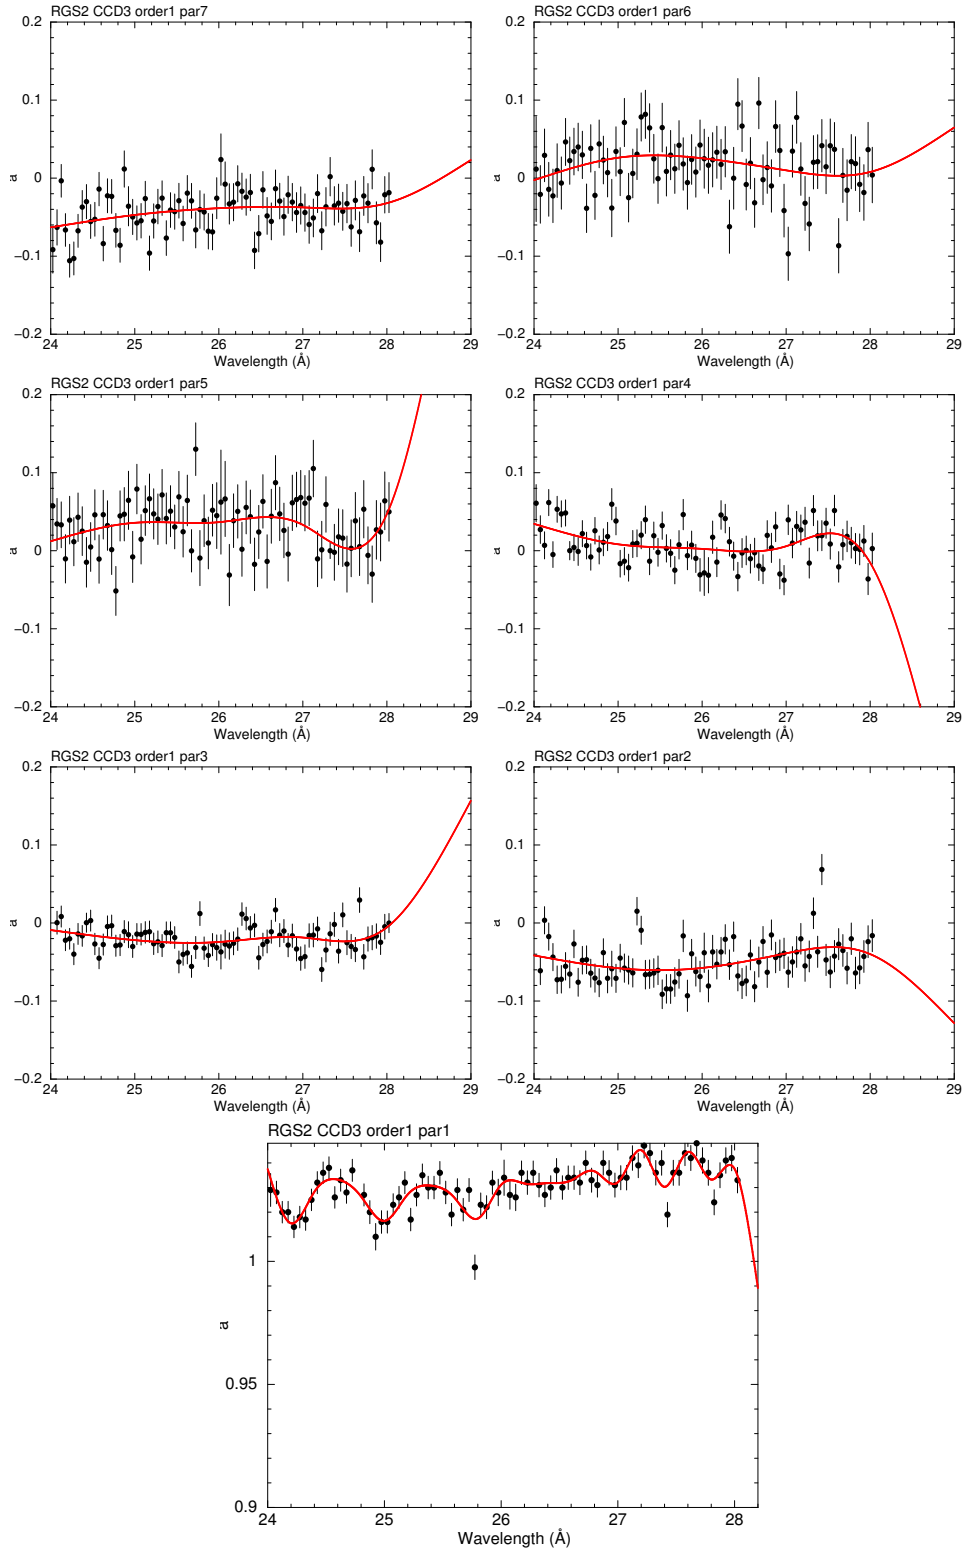 RGS2 CCD3 order1 par7
0.2
0.1
0
−0.1
−0.2
a
24 25 26 27 28 29
Wavelength (Å)
RGS2 CCD3 order1 par6
0.2
0.1
0
−0.1
−0.2
a
24 25 26 27 28 29
Wavelength (Å)
RGS2 CCD3 order1 par5
0.2
0.1
0
−0.1
−0.2
a
24 25 26 27 28 29
Wavelength (Å)
RGS2 CCD3 order1 par4
0.2
0.1
0
−0.1
−0.2
a
24 25 26 27 28 29
Wavelength (Å)
RGS2 CCD3 order1 par3
0.2
0.1
0
−0.1
−0.2
a
24 25 26 27 28 29
Wavelength (Å)
RGS2 CCD3 order1 par2
0.2
0.1
0
−0.1
−0.2
a
24 25 26 27 28 29
Wavelength (Å)
RGS2 CCD3 order1 par1
1
0.95
0.9
a
24 25 26 27 28
Wavelength (Å)